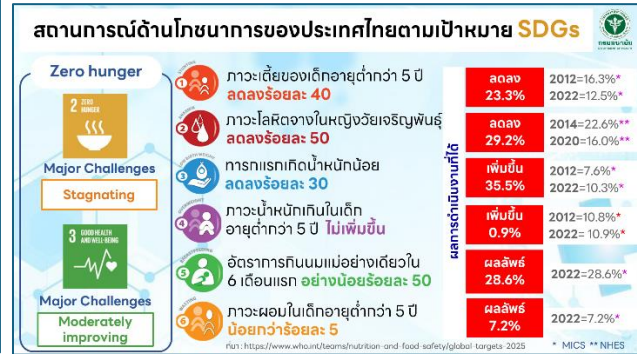 สถานการณ์ด้านโภชนาการของประเทศไทยตามเป้าหมาย SDGs
กรมอนามัย
Zero hunger
2 ZERO HUNGER
Major Challenges
Stagnating
3 GOOD HEALTH AND WELL-BEING
Major Challenges
Moderately improving
1
ภาวะเตี้ยของเด็กอายุต่ำกว่า 5 ปี
ลดลงร้อยละ 40
2
ภาวะโลหิตจางในหญิงวัยเจริญพันธุ์
ลดลงร้อยละ 50
3
ทารกแรกเกิดน้ำหนักน้อย
ลดลงร้อยละ 30
4
ภาวะน้ำหนักเกินในเด็ก
อายุต่ำกว่า 5 ปี ไม่เพิ่มขึ้น
5
อัตราการกินนมแม่อย่างเดียวใน
6 เดือนแรก อย่างน้อยร้อยละ 50
6
ภาวะผอมในเด็กอายุต่ำกว่า 5 ปี
น้อยกว่าร้อยละ 5
ผลการดำเนินงานที่ได้
ลดลง
23.3%
2012=16.3%*
2022=12.5%*
ลดลง
29.2%
2014=22.6%**
2020=16.0%**
เพิ่มขึ้น
35.5%
2012=7.6%*
2022=10.3%*
เพิ่มขึ้น
0.9%
2012=10.8%*
2022= 10.9%*
ผลลัพธ์
28.6%
2022=28.6%*
ผลลัพธ์
7.2%
2022=7.2%*
ที่มา : https://www.who.int/teams/nutrition-and-food-safety/global-targets-2025
* MICS ** NHES